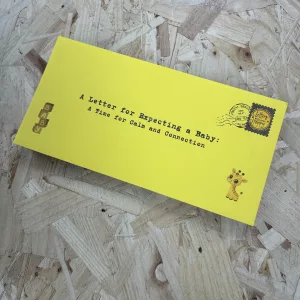 A Letter for Expecting a Baby:
A Time for Calm and Connection